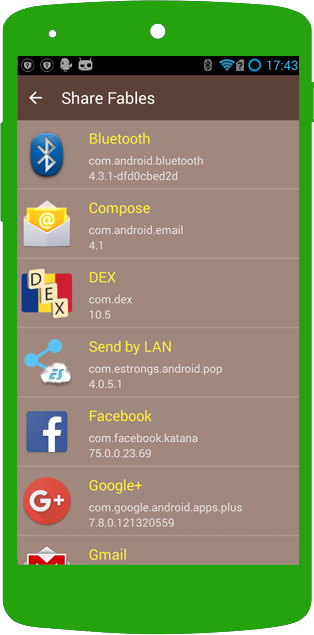 17:43
Share Fables
Bluetooth
com.android.bluetooth
4.3.1-dfd0cbed2d
@
Compose
com.android.email
4.1
DEX
DEX
com.dex
10.5
Send by LAN
ES
com.estrongs.android.pop
4.0.5.1
f
Facebook
com.facebook.katana
75.0.0.23.69
G+
Google+
com.google.android.apps.plus
7.8.0.121320559
Gmail